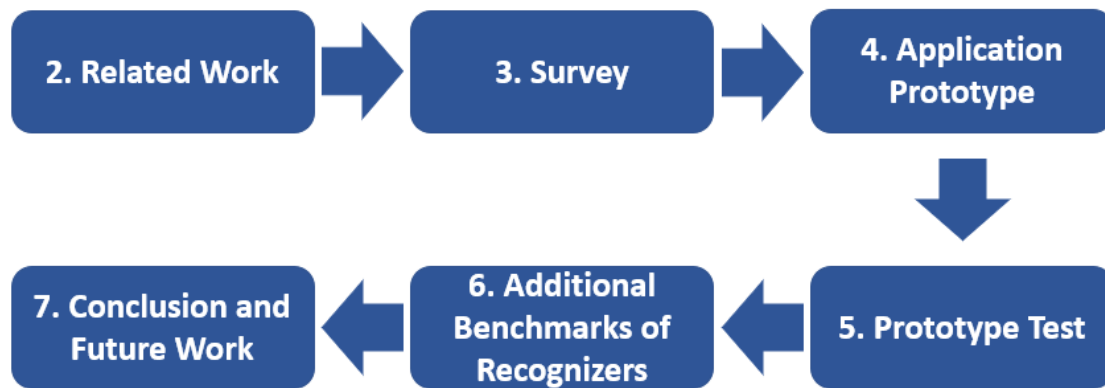 2. Related Work
3. Survey
4. Application
Prototype
5. Prototype Test
6. Additional
Benchmarks of
Recognizers
7. Conclusion and
Future Work